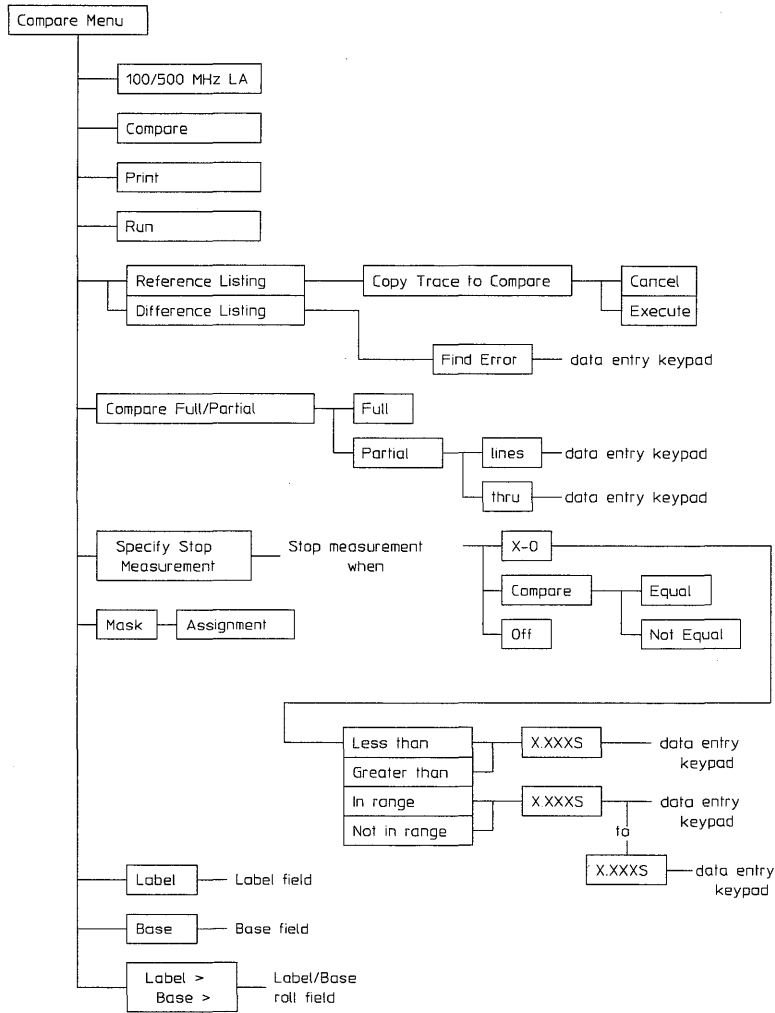 Compare Menu
100/500 MHz LA
Compare
Print
Run
Reference Listing
Copy Trace to Compare
Cancel
Difference Listing
Execute
Find Error
data entry keypad
Compare Full/Partial
Full
Partial
lines
data entry keypad
thru
data entry keypad
Specify Stop
Measurement
Stop measurement
when
X-O
Compare
Equal
Off
Not Equal
Mask
Assignment
Less than
X.XXXS
data entry
keypad
Greater than
In range
X.XXXS
data entry
keypad
Not in range
to
X.XXXS
data entry
keypad
Label
Label field
Base
Base field
Label >
Base >
Label/Base
roll field